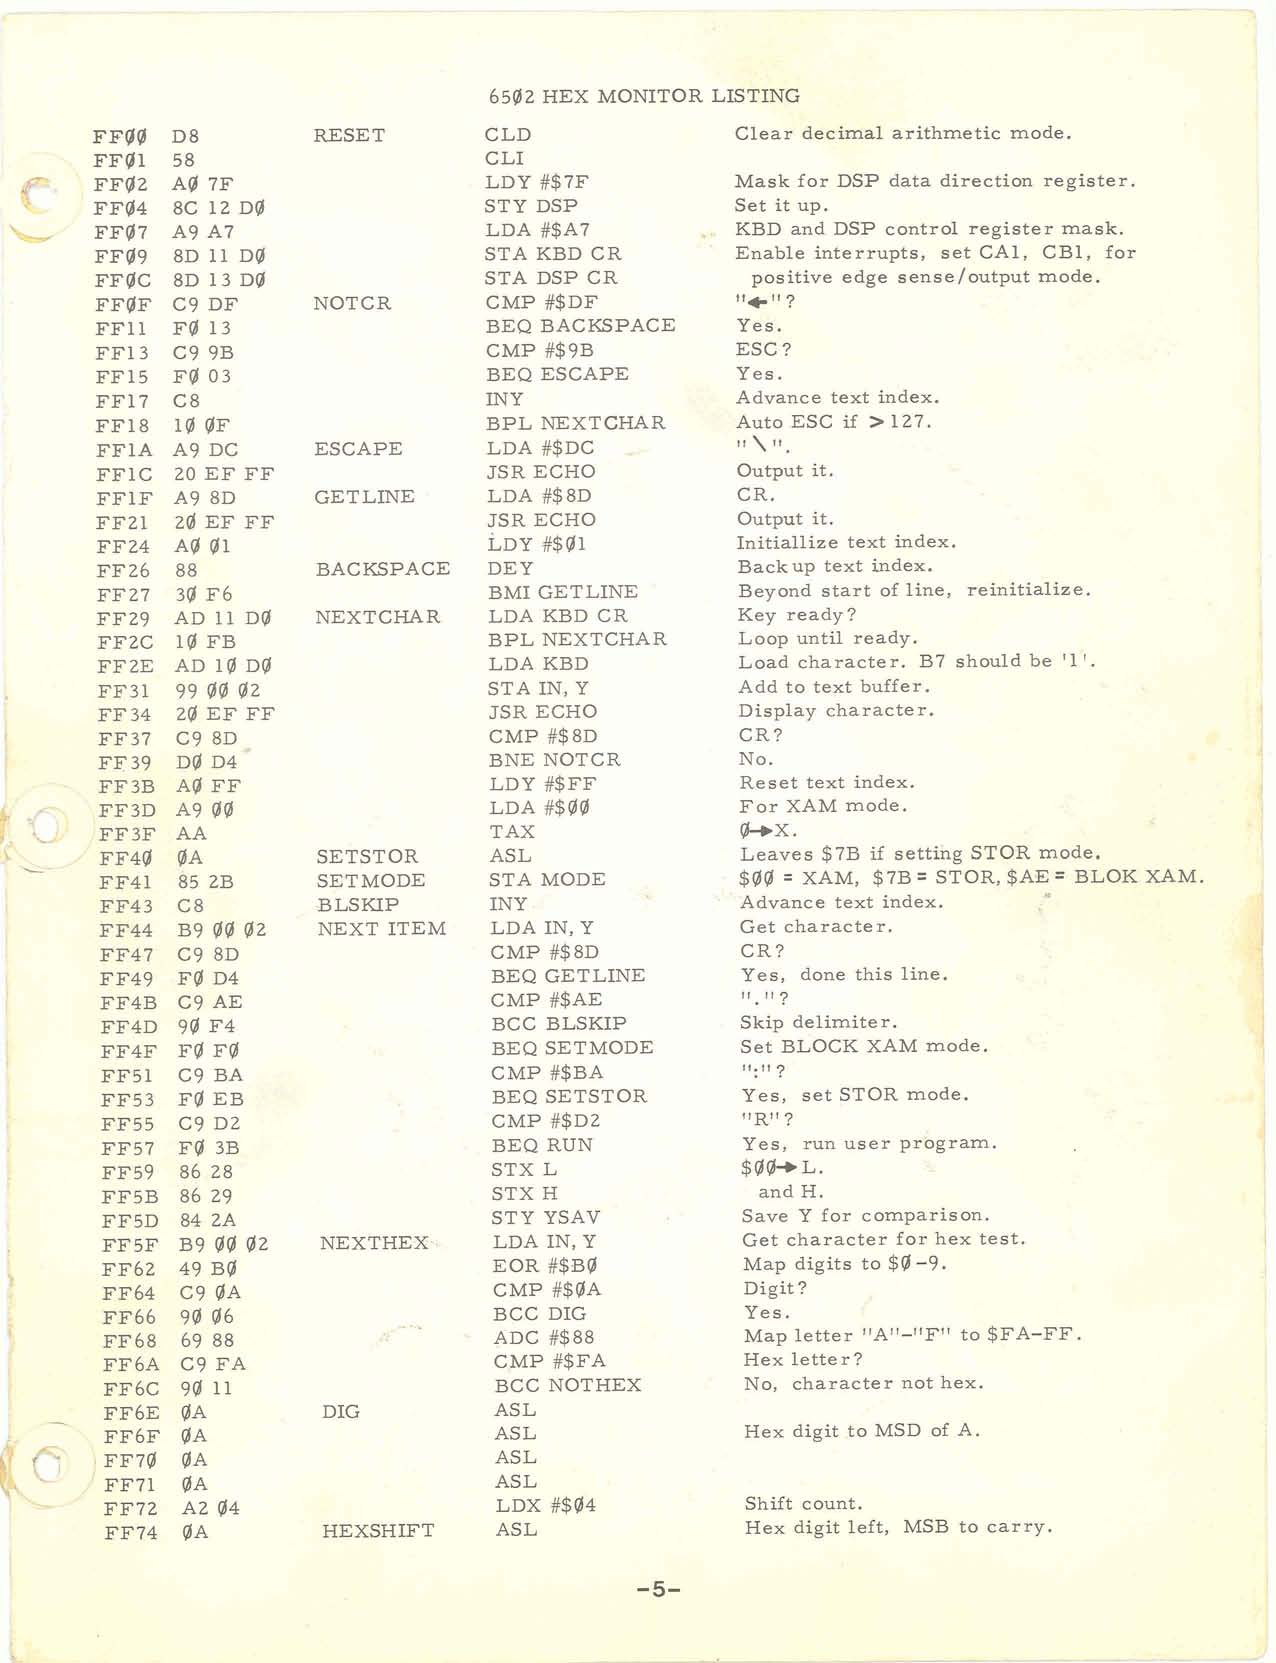 65Ø2 HEX MONITOR LISTING
FFØØ D8 RESET CLD Clear decimal arithmetic mode.
FFØ1 58 CLI
FFØ2 AØ 7F LDY #$7F Mask for DSP data direction register.
FFØ4 8C 12 DØ STY DSP Set it up.
FFØ7 A9 A7 LDA #$A7 KBD and DSP control register mask.
FFØ9 8D 11 DØ STA KBD CR Enable interrupts, set CA1, CB1, for
FFØC 8D 13 DØ STA DSP CR positive edge sense/output mode.
FFØF C9 DF NOTCR CMP #$DF "←"?
FF11 FØ 13 BEQ BACKSPACE Yes.
FF13 C9 9B CMP #$9B ESC?
FF15 FØ 03 BEQ ESCAPE Yes.
FF17 C8 INY Advance text index.
FF18 1Ø ØF BPL NEXTCHAR Auto ESC if > 127.
FF1A A9 DC ESCAPE LDA #$DC "\".
FF1C 20 EF FF JSR ECHO Output it.
FF1F A9 8D GETLINE LDA #$8D CR.
FF21 2Ø EF FF JSR ECHO Output it.
FF24 AØ Ø1 LDY #$Ø1 Initiallize text index.
FF26 88 BACKSPACE DEY Back up text index.
FF27 3Ø F6 BMI GETLINE Beyond start of line, reinitialize.
FF29 AD 11 DØ NEXTCHAR LDA KBD CR Key ready?
FF2C 1Ø FB BPL NEXTCHAR Loop until ready.
FF2E AD 1Ø DØ LDA KBD Load character. B7 should be '1'.
FF31 99 ØØ Ø2 STA IN, Y Add to text buffer.
FF34 2Ø EF FF JSR ECHO Display character.
FF37 C9 8D CMP #$8D CR?
FF39 DØ D4 BNE NOTCR No.
FF3B AØ FF LDY #$FF Reset text index.
FF3D A9 ØØ LDA #$ØØ For XAM mode.
FF3F AA TAX Ø→X.
FF4Ø ØA SETSTOR ASL Leaves $7B if setting STOR mode.
FF41 85 2B SETMODE STA MODE $ØØ = XAM, $7B = STOR, $AE = BLOK XAM.
FF43 C8 BLSKIP INY Advance text index.
FF44 B9 ØØ Ø2 NEXT ITEM LDA IN, Y Get character.
FF47 C9 8D CMP #$8D CR?
FF49 FØ D4 BEQ GETLINE Yes, done this line.
FF4B C9 AE CMP #$AE "."?
FF4D 9Ø F4 BCC BLSKIP Skip delimiter.
FF4F FØ FØ BEQ SETMODE Set BLOCK XAM mode.
FF51 C9 BA CMP #$BA ":"?
FF53 FØ EB BEQ SETSTOR Yes, set STOR mode.
FF55 C9 D2 CMP #$D2 "R"?
FF57 FØ 3B BEQ RUN Yes, run user program.
FF59 86 28 STX L $ØØ→L.
FF5B 86 29 STX H and H.
FF5D 84 2A STY YSAV Save Y for comparison.
FF5F B9 ØØ Ø2 NEXTHEX LDA IN, Y Get character for hex test.
FF62 49 BØ EOR #$BØ Map digits to $Ø-9.
FF64 C9 ØA CMP #$ØA Digit?
FF66 9Ø Ø6 BCC DIG Yes.
FF68 69 88 ADC #$88 Map letter "A"-"F" to $FA-FF.
FF6A C9 FA CMP #$FA Hex letter?
FF6C 9Ø 11 BCC NOTHEX No, character not hex.
FF6E ØA DIG ASL
FF6F ØA ASL Hex digit to MSD of A.
FF7Ø ØA ASL
FF71 ØA ASL
FF72 A2 Ø4 LDX #$Ø4 Shift count.
FF74 ØA HEXSHIFT ASL Hex digit left, MSB to carry.
-5-